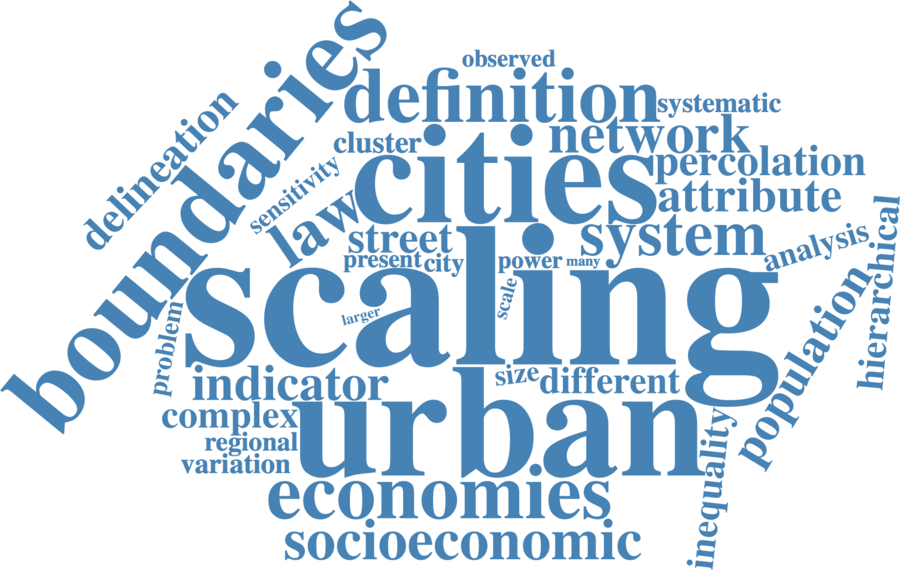 observed
definition
systematic
boundaries
delineation
cluster
network
cities
percolation
sensitivity
attribute
law
street
system
present
city
power
many
analysis
hierarchical
scaling
scale
larger
problem
population
indicator
size
different
complex
urban
regional
variation
inequality
economies
socioeconomic